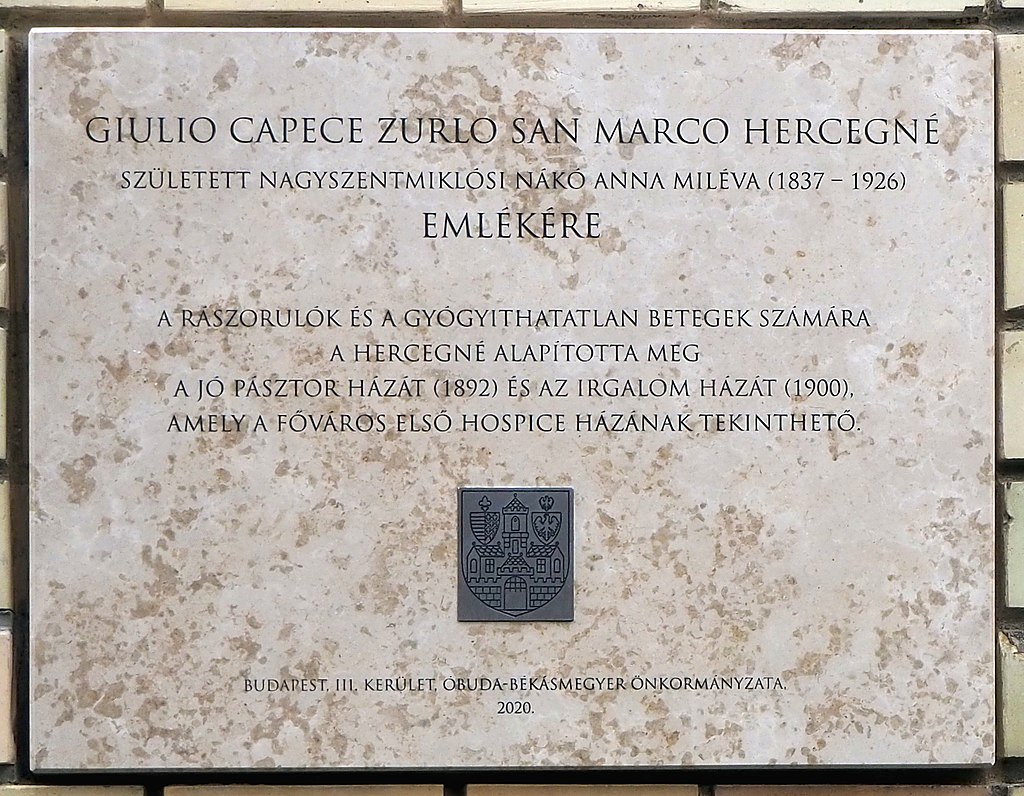 GIULIO CAPECE ZURLO SAN MARCO HERCEGNÉ
SZÜLETETT NAGYSZENTMIKLÓSI NÁKÓ ANNA MILÉVA (1837 – 1926)
EMLÉKÉRE
A RÁSZORULÓK ÉS A GYÓGYITHATATLAN BETEGEK SZÁMÁRA
A HERCEGNÉ ALAPÍTOTTA MEG
A JÓ PÁSZTOR HÁZÁT (1892) ÉS AZ IRGALOM HÁZÁT (1900),
AMELY A FŐVÁROS ELSŐ HOSPICE HÁZÁNAK TEKINTHETŐ.
BUDAPEST, III. KERÜLET, ÓBUDA-BÉKÁSMEGYER ÖNKORMÁNYZATA,
2020.